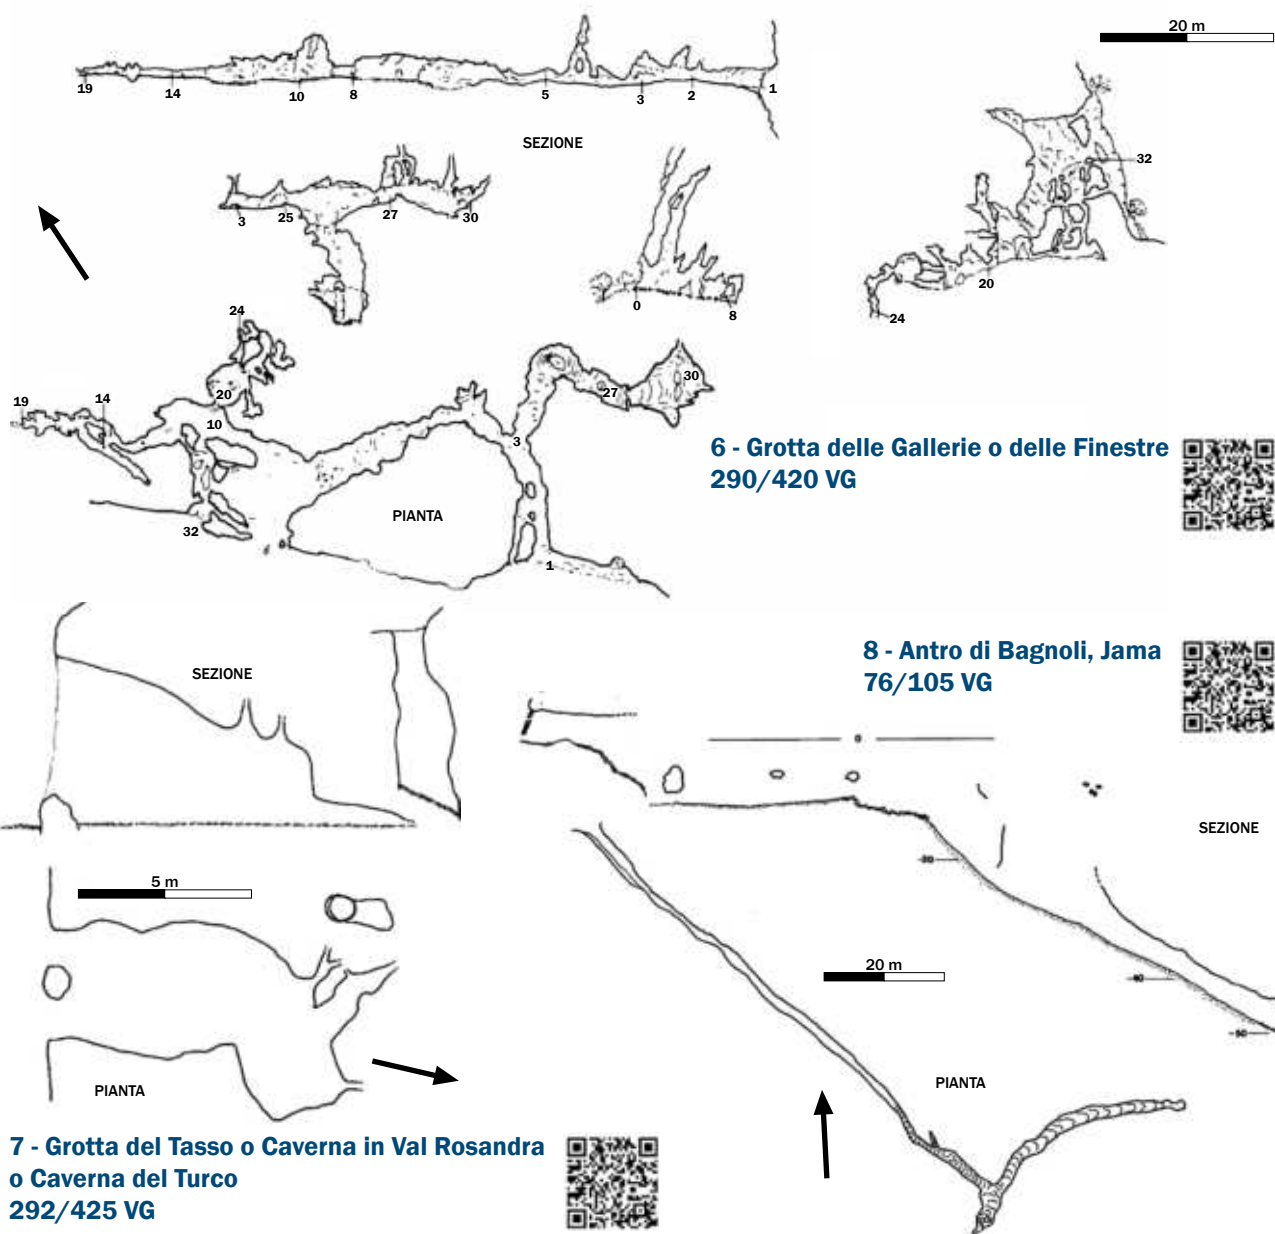 20 m
19
14
10
8
5
3
2
1
SEZIONE
3
25
27
30
0
8
32
20
24
24
19
14
20
10
32
3
27
30
1
PIANTA
6 - Grotta delle Gallerie o delle Finestre
290/420 VG
SEZIONE
8 - Antro di Bagnoli, Jama
76/105 VG
0
SEZIONE
-40
-50
5 m
20 m
PIANTA
PIANTA
7 - Grotta del Tasso o Caverna in Val Rosandra
o Caverna del Turco
292/425 VG